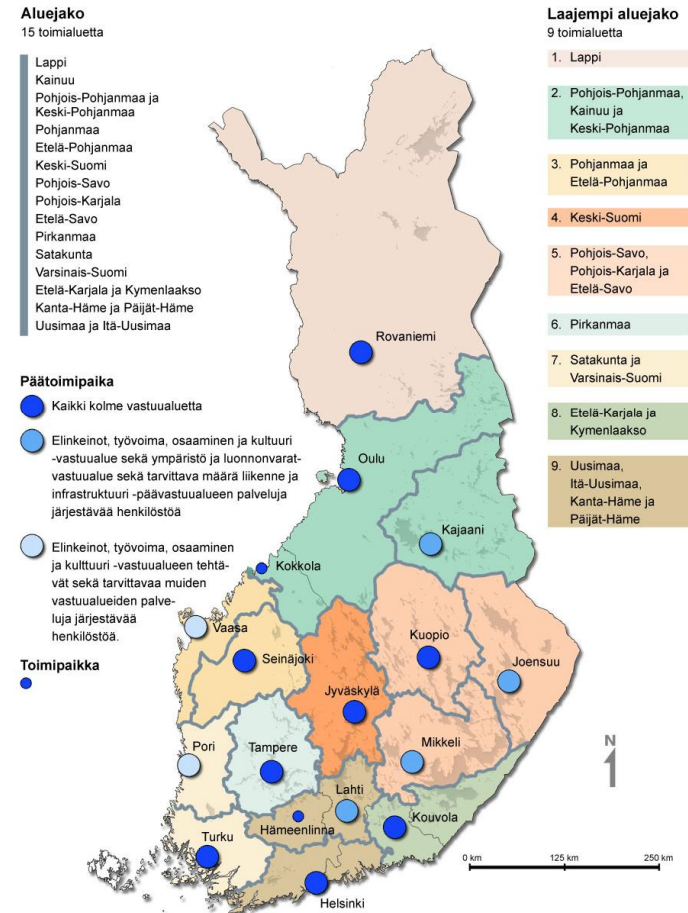 Aluejako
15 toimialuetta
Lappi
Kainuu
Pohjois-Pohjanmaa ja
Keski-Pohjanmaa
Pohjanmaa
Etelä-Pohjanmaa
Keski-Suomi
Pohjois-Savo
Pohjois-Karjala
Etelä-Savo
Pirkanmaa
Satakunta
Varsinais-Suomi
Etelä-Karjala ja Kymenlaakso
Kanta-Häme ja Päijät-Häme
Uusimaa ja Itä-Uusimaa
Päätoimipaika
Kaikki kolme vastuualuetta
Elinkeinot, työvoima, osaaminen ja kultuuri
-vastuualue sekä ympäristö ja luonnonvarat-
vastuualue sekä tarvittava määrä liikenne ja
infrastruktuuri -päävastuualueen palveluja
järjestävää henkilöstöä
Elinkeinot, työvoima, osaaminen
ja kulttuuri -vastuualueen tehtä-
vät sekä tarvittavaa muiden
vastuualueiden palve-
luja järjestävää
henkilöstöä.
Toimipaikka
Laajempi aluejako
9 toimialuetta
1. Lappi
2. Pohjois-Pohjanmaa,
Kainuu ja
Keski-Pohjanmaa
3. Pohjanmaa ja
Etelä-Pohjanmaa
4. Keski-Suomi
5. Pohjois-Savo,
Pohjois-Karjala ja
Etelä-Savo
6. Pirkanmaa
7. Satakunta ja
Varsinais-Suomi
8. Etelä-Karjala ja
Kymenlaakso
9. Uusimaa,
Itä-Uusimaa,
Kanta-Häme ja
Päijät-Häme
Rovaniemi
Oulu
Kajaani
Kokkola
Vaasa
Seinäjoki
Kuopio
Joensuu
Jyväskylä
Pori
Tampere
Mikkeli
Lahti
Hämeenlinna
Kouvola
Turku
Helsinki
N
0 km
125 km
250 km